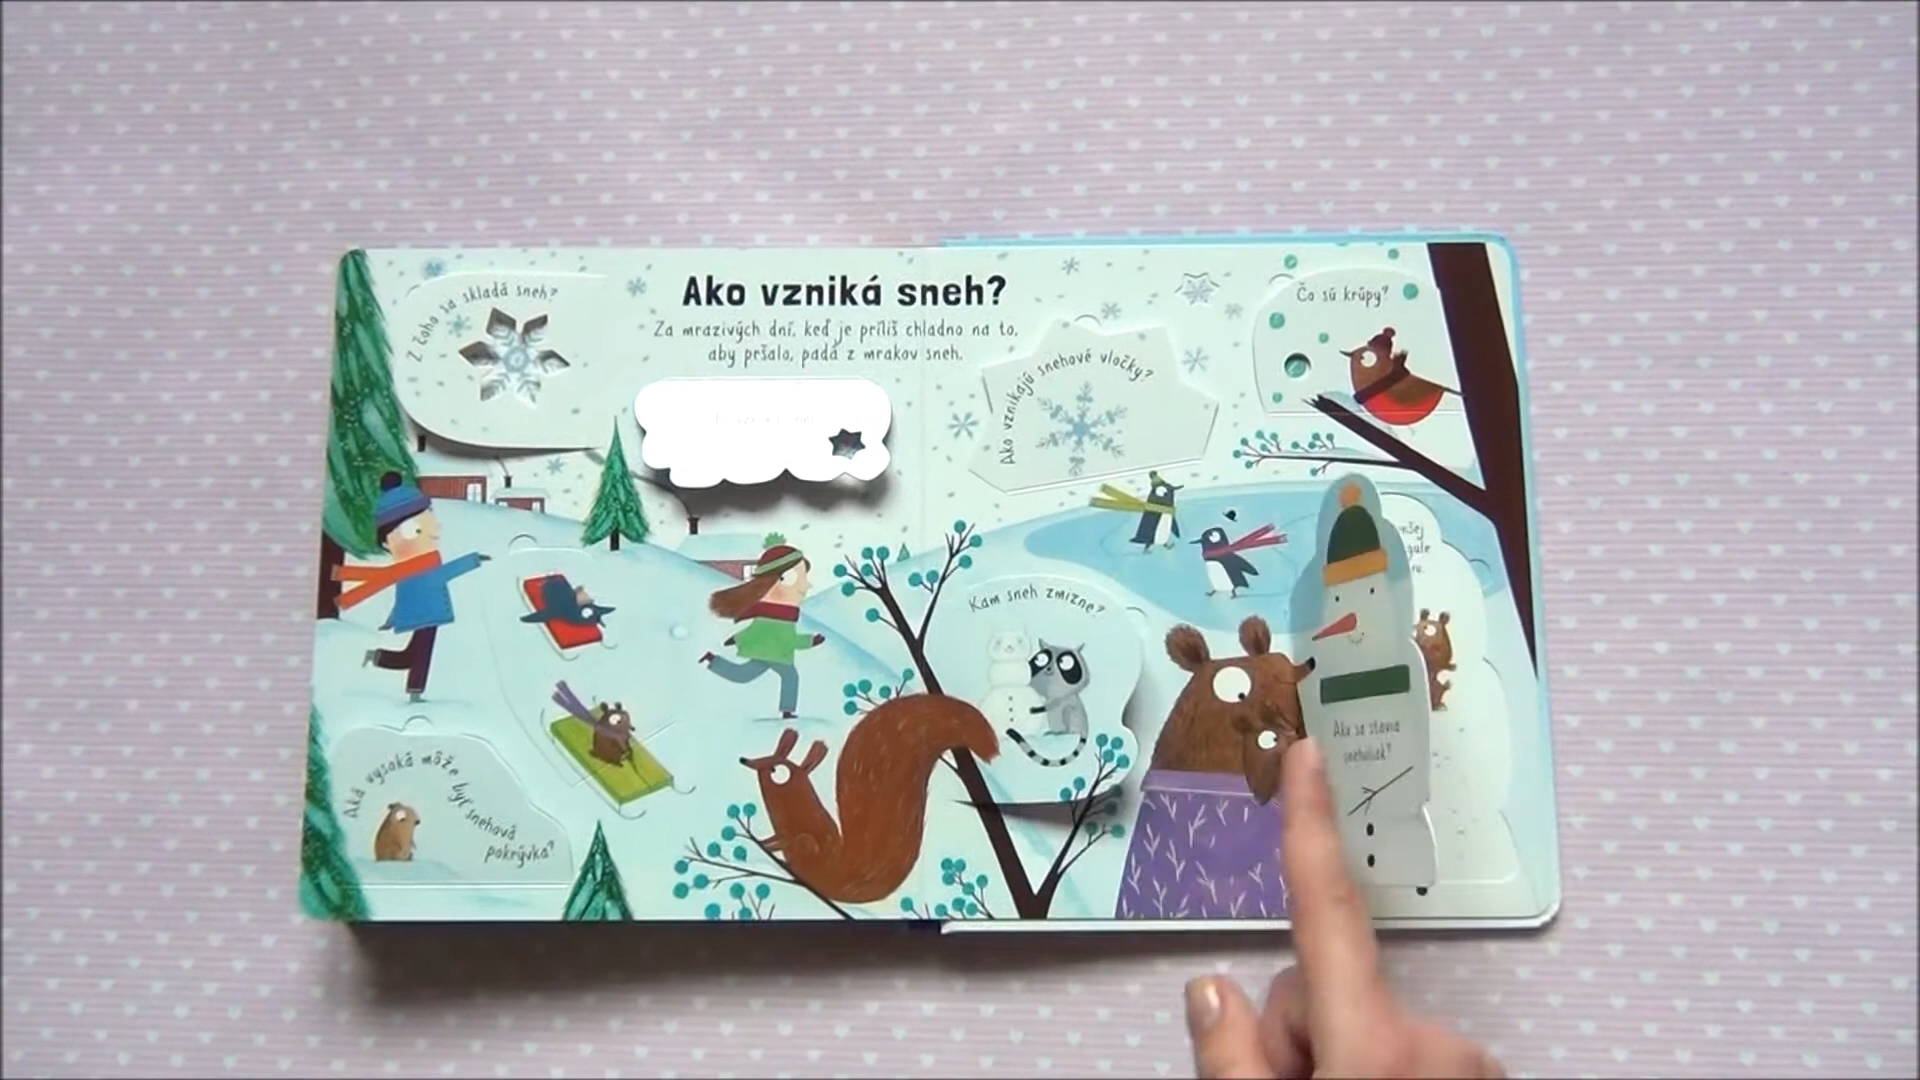 Ako vzniká sneh?
Za mrazivých dní, keď je príliš chladno na to,
aby pršalo, padá z mrakov sneh.
Z čoho sa skladá sneh?
Ako vznikajú snehové vločky?
Čo sú krúpy?
Kam sneh zmizne?
Aká vysoká môže byť snehová
pokrývka?
Ako sa stavia
snehuliak?
gule